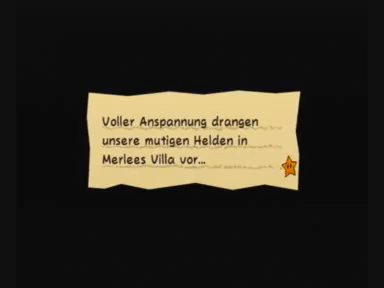 Voller Anspannung drangen
unsere mutigen Helden in
Merlees Villa vor...